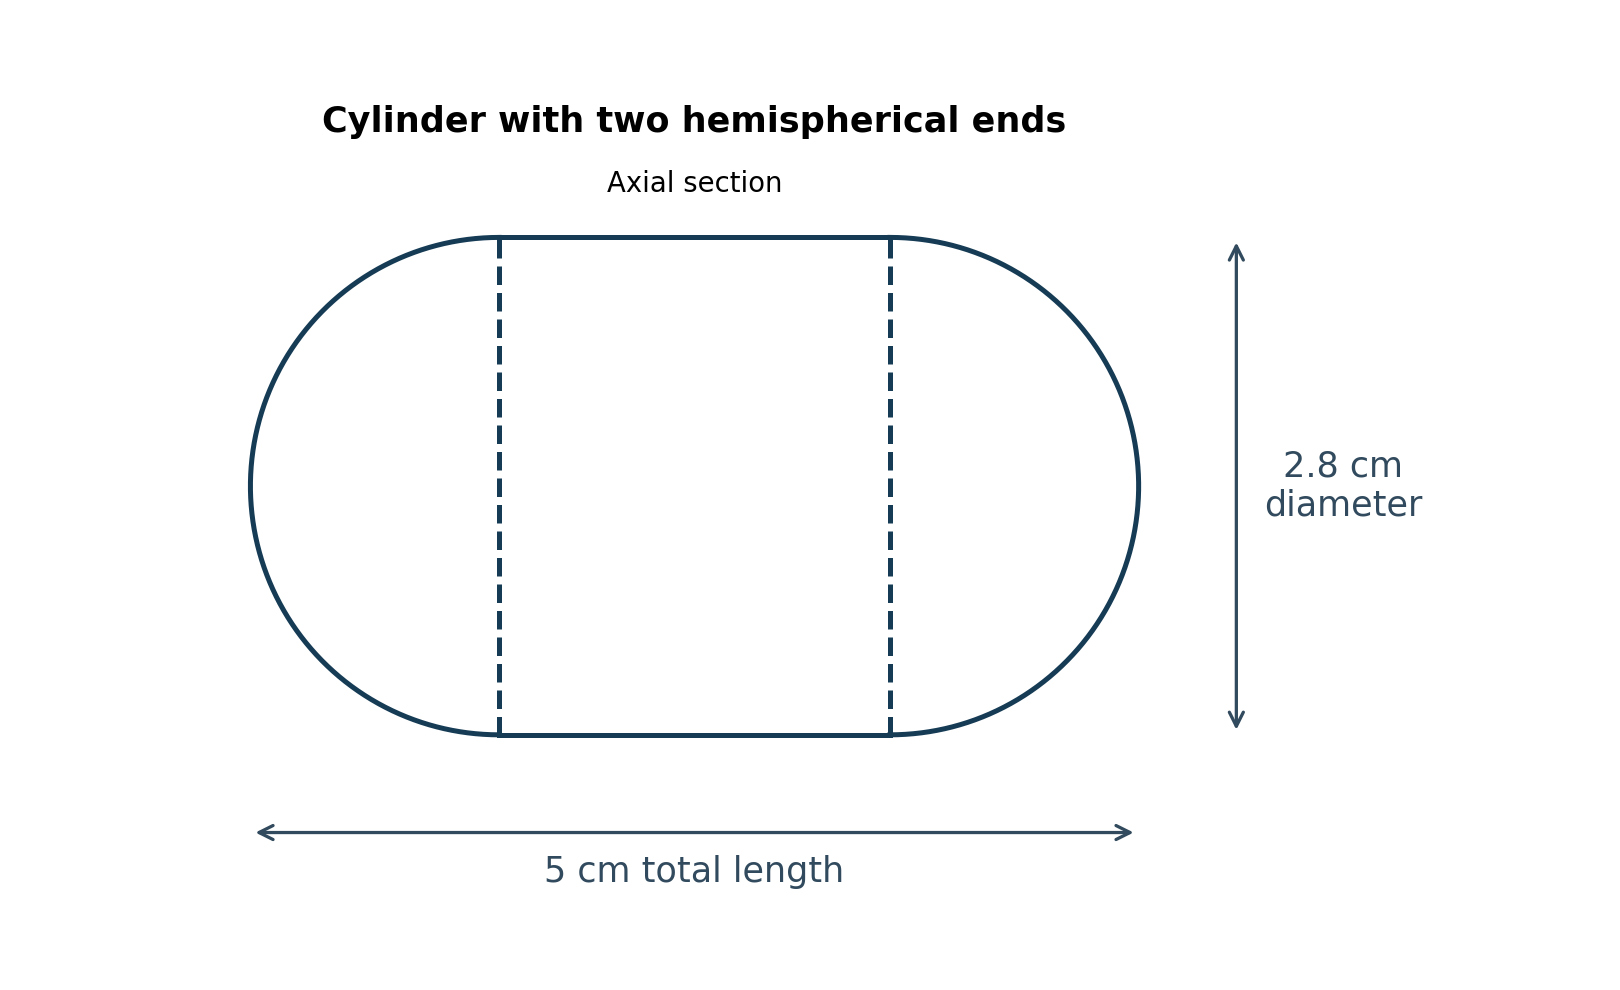 Cylinder with two hemispherical ends
Axial section
2.8 cm
diameter
5 cm total length